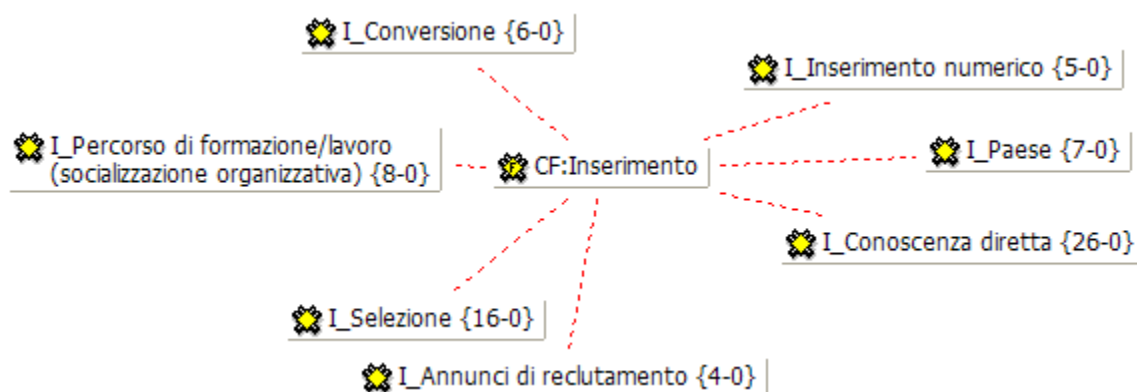 I_Conversione {6-0}
I_Inserimento numerico {5-0}
I_Percorso di formazione/lavoro
(socializzazione organizzativa) {8-0}
CF:Inserimento
I_Paese {7-0}
I_Conoscenza diretta {26-0}
I_Selezione {16-0}
I_Annunci di reclutamento {4-0}